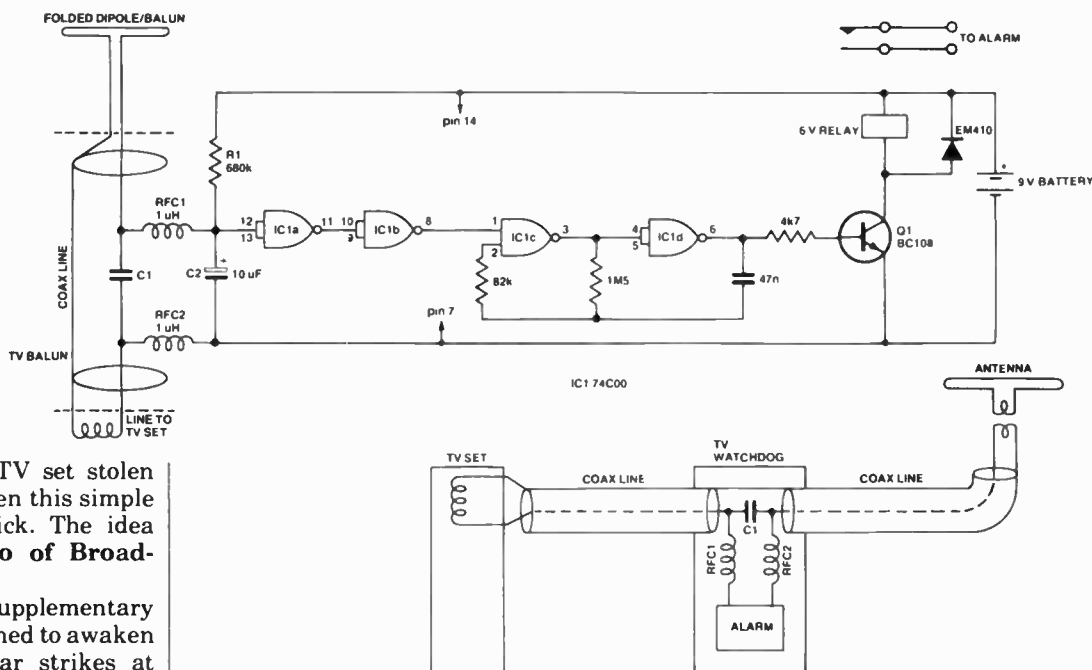 FOLDED DIPOLE/BALUN
TO ALARM
pin 14
6 V RELAY
EM410
R1
680k
9 V BATTERY
+
RFC1
1 uH
12
13
IC1a
11
10
9
IC1b
8
1
2
IC1c
3
4
5
IC1d
6
4k7
Q1
BC108
COAX LINE
C1
C2
+
10 uF
82k
1M5
47n
RFC2
1 uH
pin 7
TV BALUN
IC1 74C00
LINE TO
TV SET
ANTENNA
TV SET
TV
WATCHDOG
COAX LINE
COAX LINE
C1
RFC1
RFC2
ALARM
TV set stolen
en this simple
ick. The idea
o of Broad-
supplementary
ned to awaken
ar strikes at